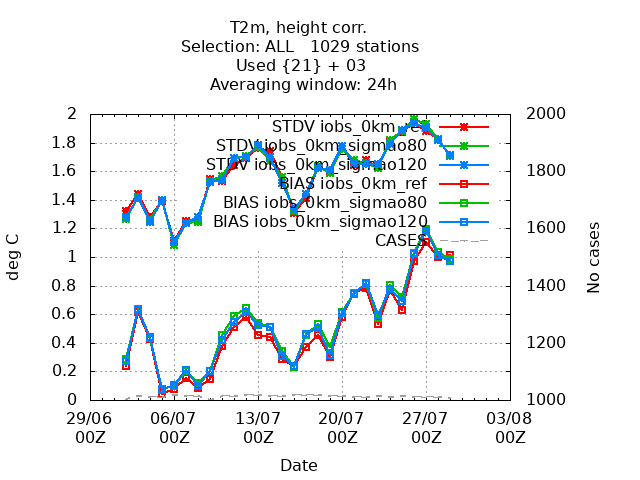 T2m, height corr.
Selection: ALL   1029 stations
Used {21} + 03
Averaging window: 24h
STDV iobs_0km_ref
STDV iobs_0km_sigmao80
STDV iobs_0km_sigmao120
BIAS iobs_0km_ref
BIAS iobs_0km_sigmao80
BIAS iobs_0km_sigmao120
CASES
2
1.8
1.6
1.4
1.2
1
0.8
0.6
0.4
0.2
0
deg C
2000
1800
1600
1400
1200
1000
No cases
29/06 06/07 13/07 20/07 27/07 03/08
00Z 00Z 00Z 00Z 00Z 00Z
Date